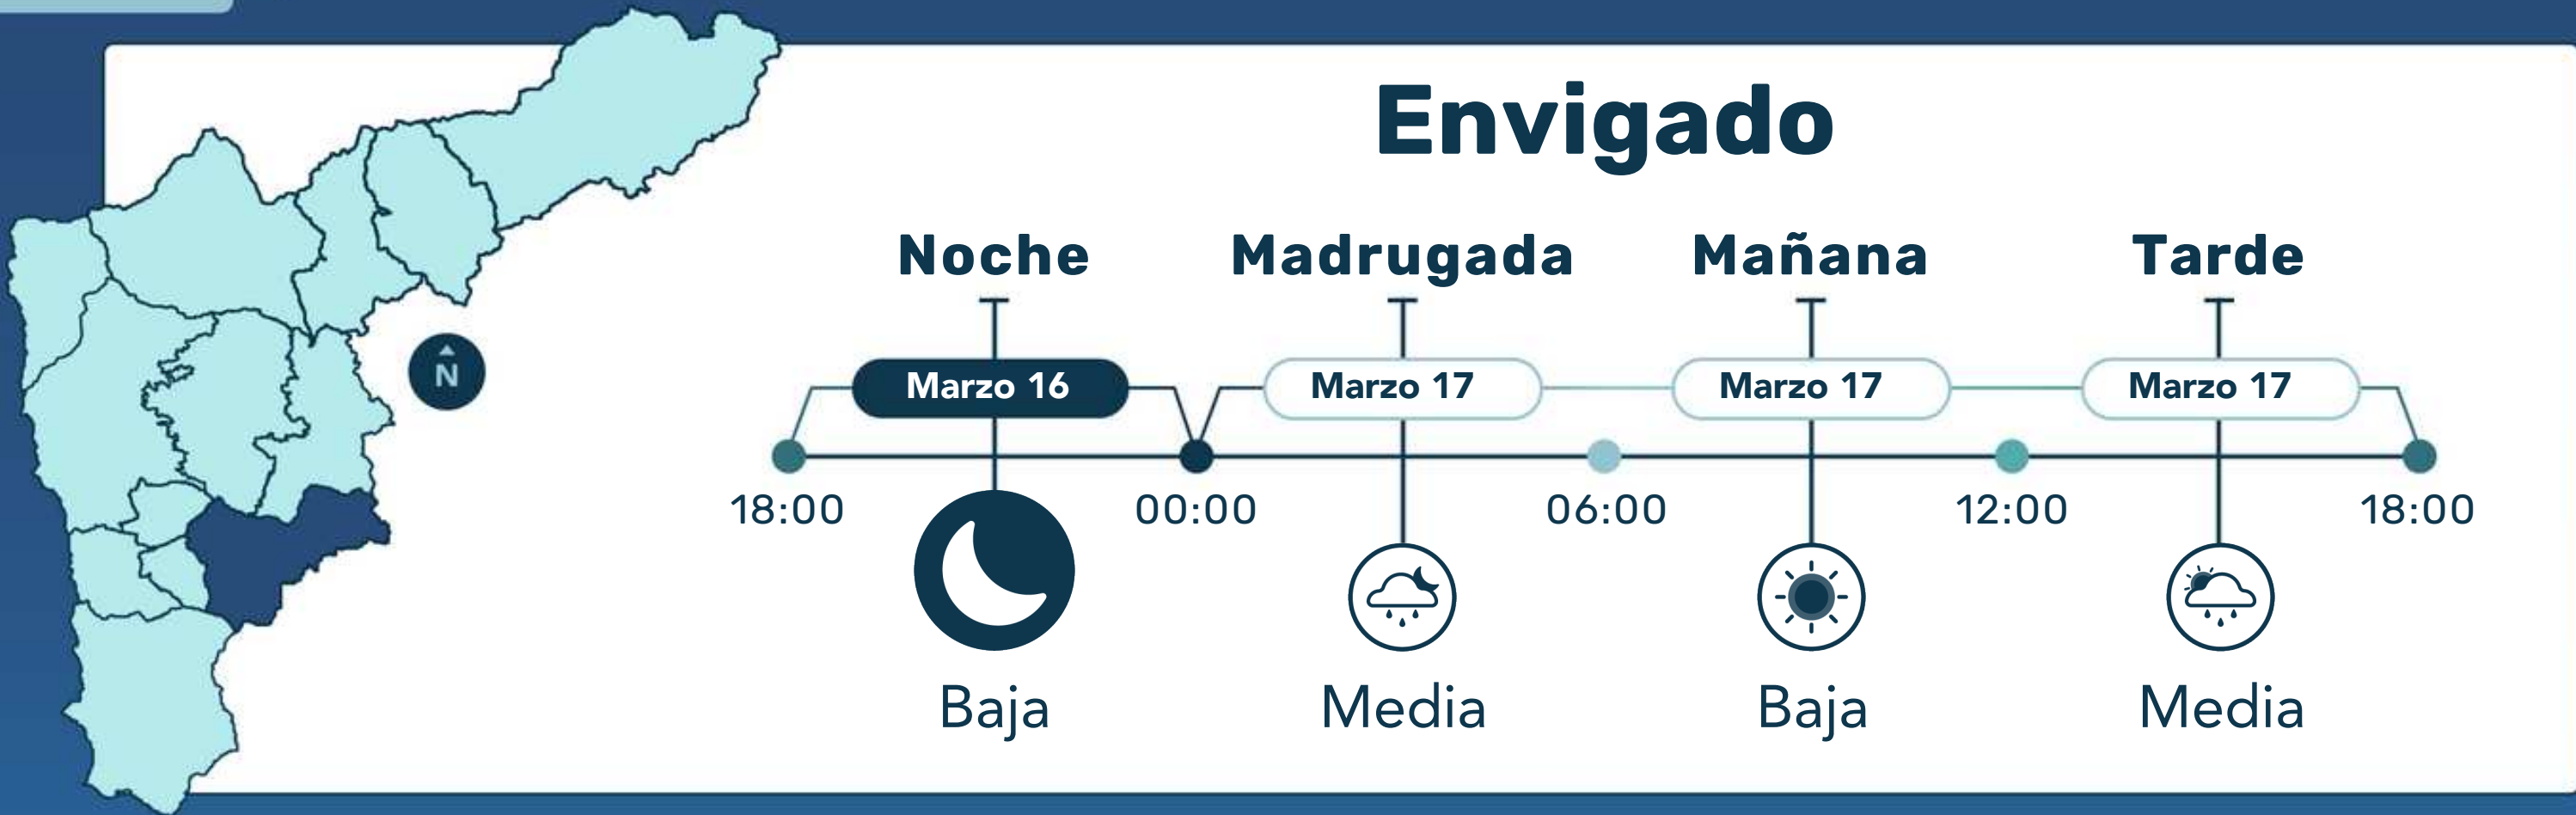 Envigado
Noche
Madrugada
Mañana
Tarde
Marzo 16
Marzo 17
Marzo 17
Marzo 17
N
18:00
00:00
06:00
12:00
18:00
Baja
Media
Baja
Media